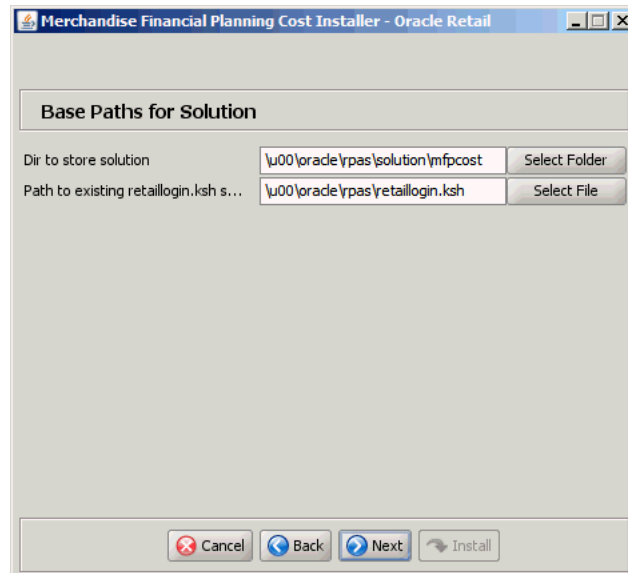 Merchandise Financial Planning Cost Installer - Oracle Retail
Base Paths for Solution
Dir to store solution \u00\oracle\rpas\solution\mfpcost Select Folder
Path to existing retaillogin.ksh s... \u00\oracle\rpas\retaillogin.ksh Select File
Cancel Back Next Install